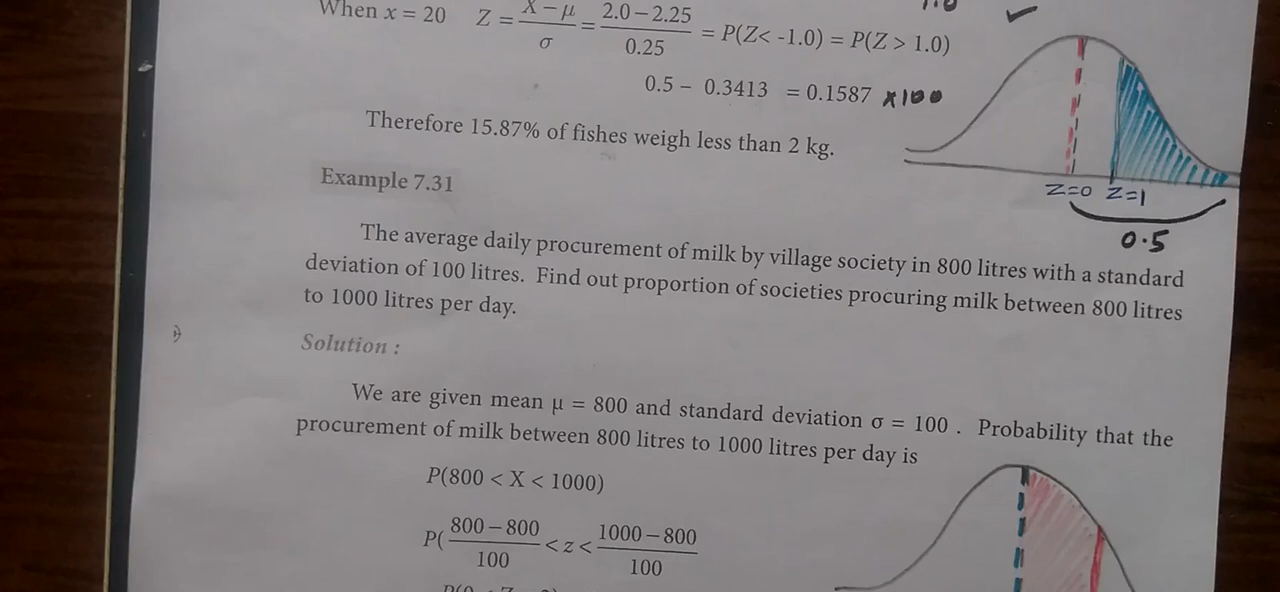 When x = 20 Z = X − μ / σ = 2.0 − 2.25 / 0.25 = P(Z< -1.0) = P(Z > 1.0)
0.5 − 0.3413 = 0.1587 ×100
Therefore 15.87% of fishes weigh less than 2 kg.
Z=0 Z=1
0.5
Example 7.31
The average daily procurement of milk by village society in 800 litres with a standard
deviation of 100 litres. Find out proportion of societies procuring milk between 800 litres
to 1000 litres per day.
Solution :
We are given mean μ = 800 and standard deviation σ = 100 . Probability that the
procurement of milk between 800 litres to 1000 litres per day is
P(800 < X < 1000)
P( 800 − 800 / 100 < z < 1000 − 800 / 100